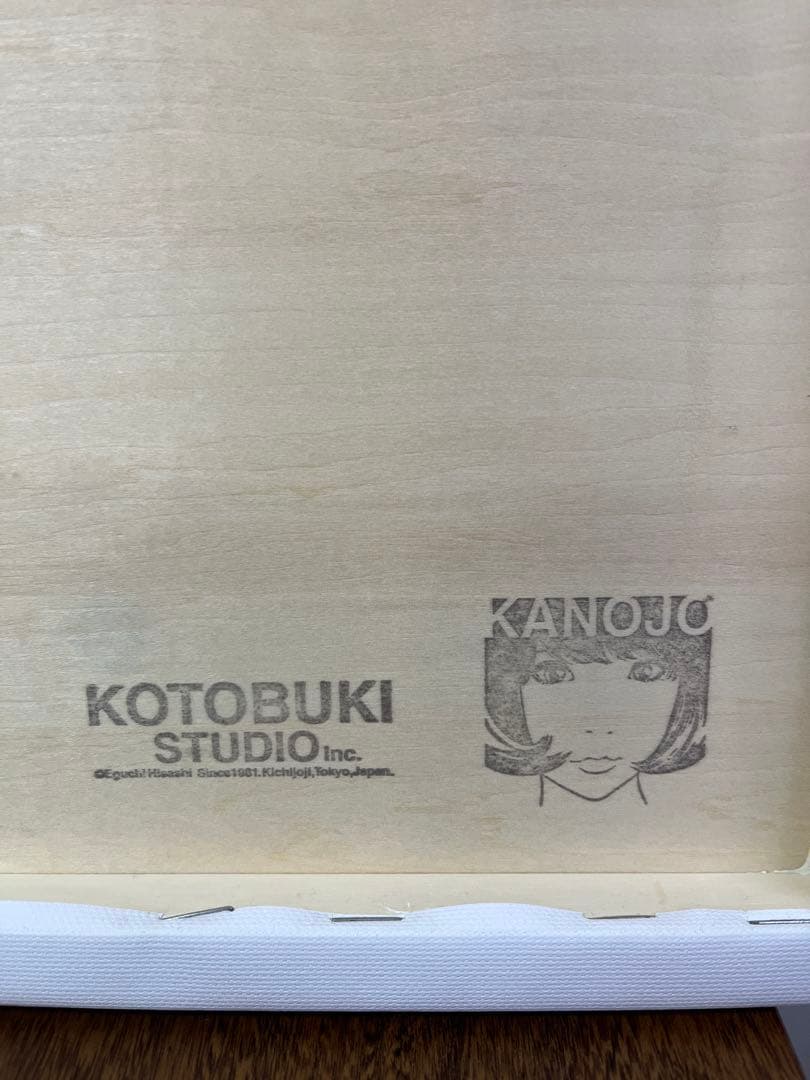 KANOJO
KOTOBUKI
STUDIO Inc.
©Eguchi Hisashi Since1981.Kichijoji,Tokyo,Japan.